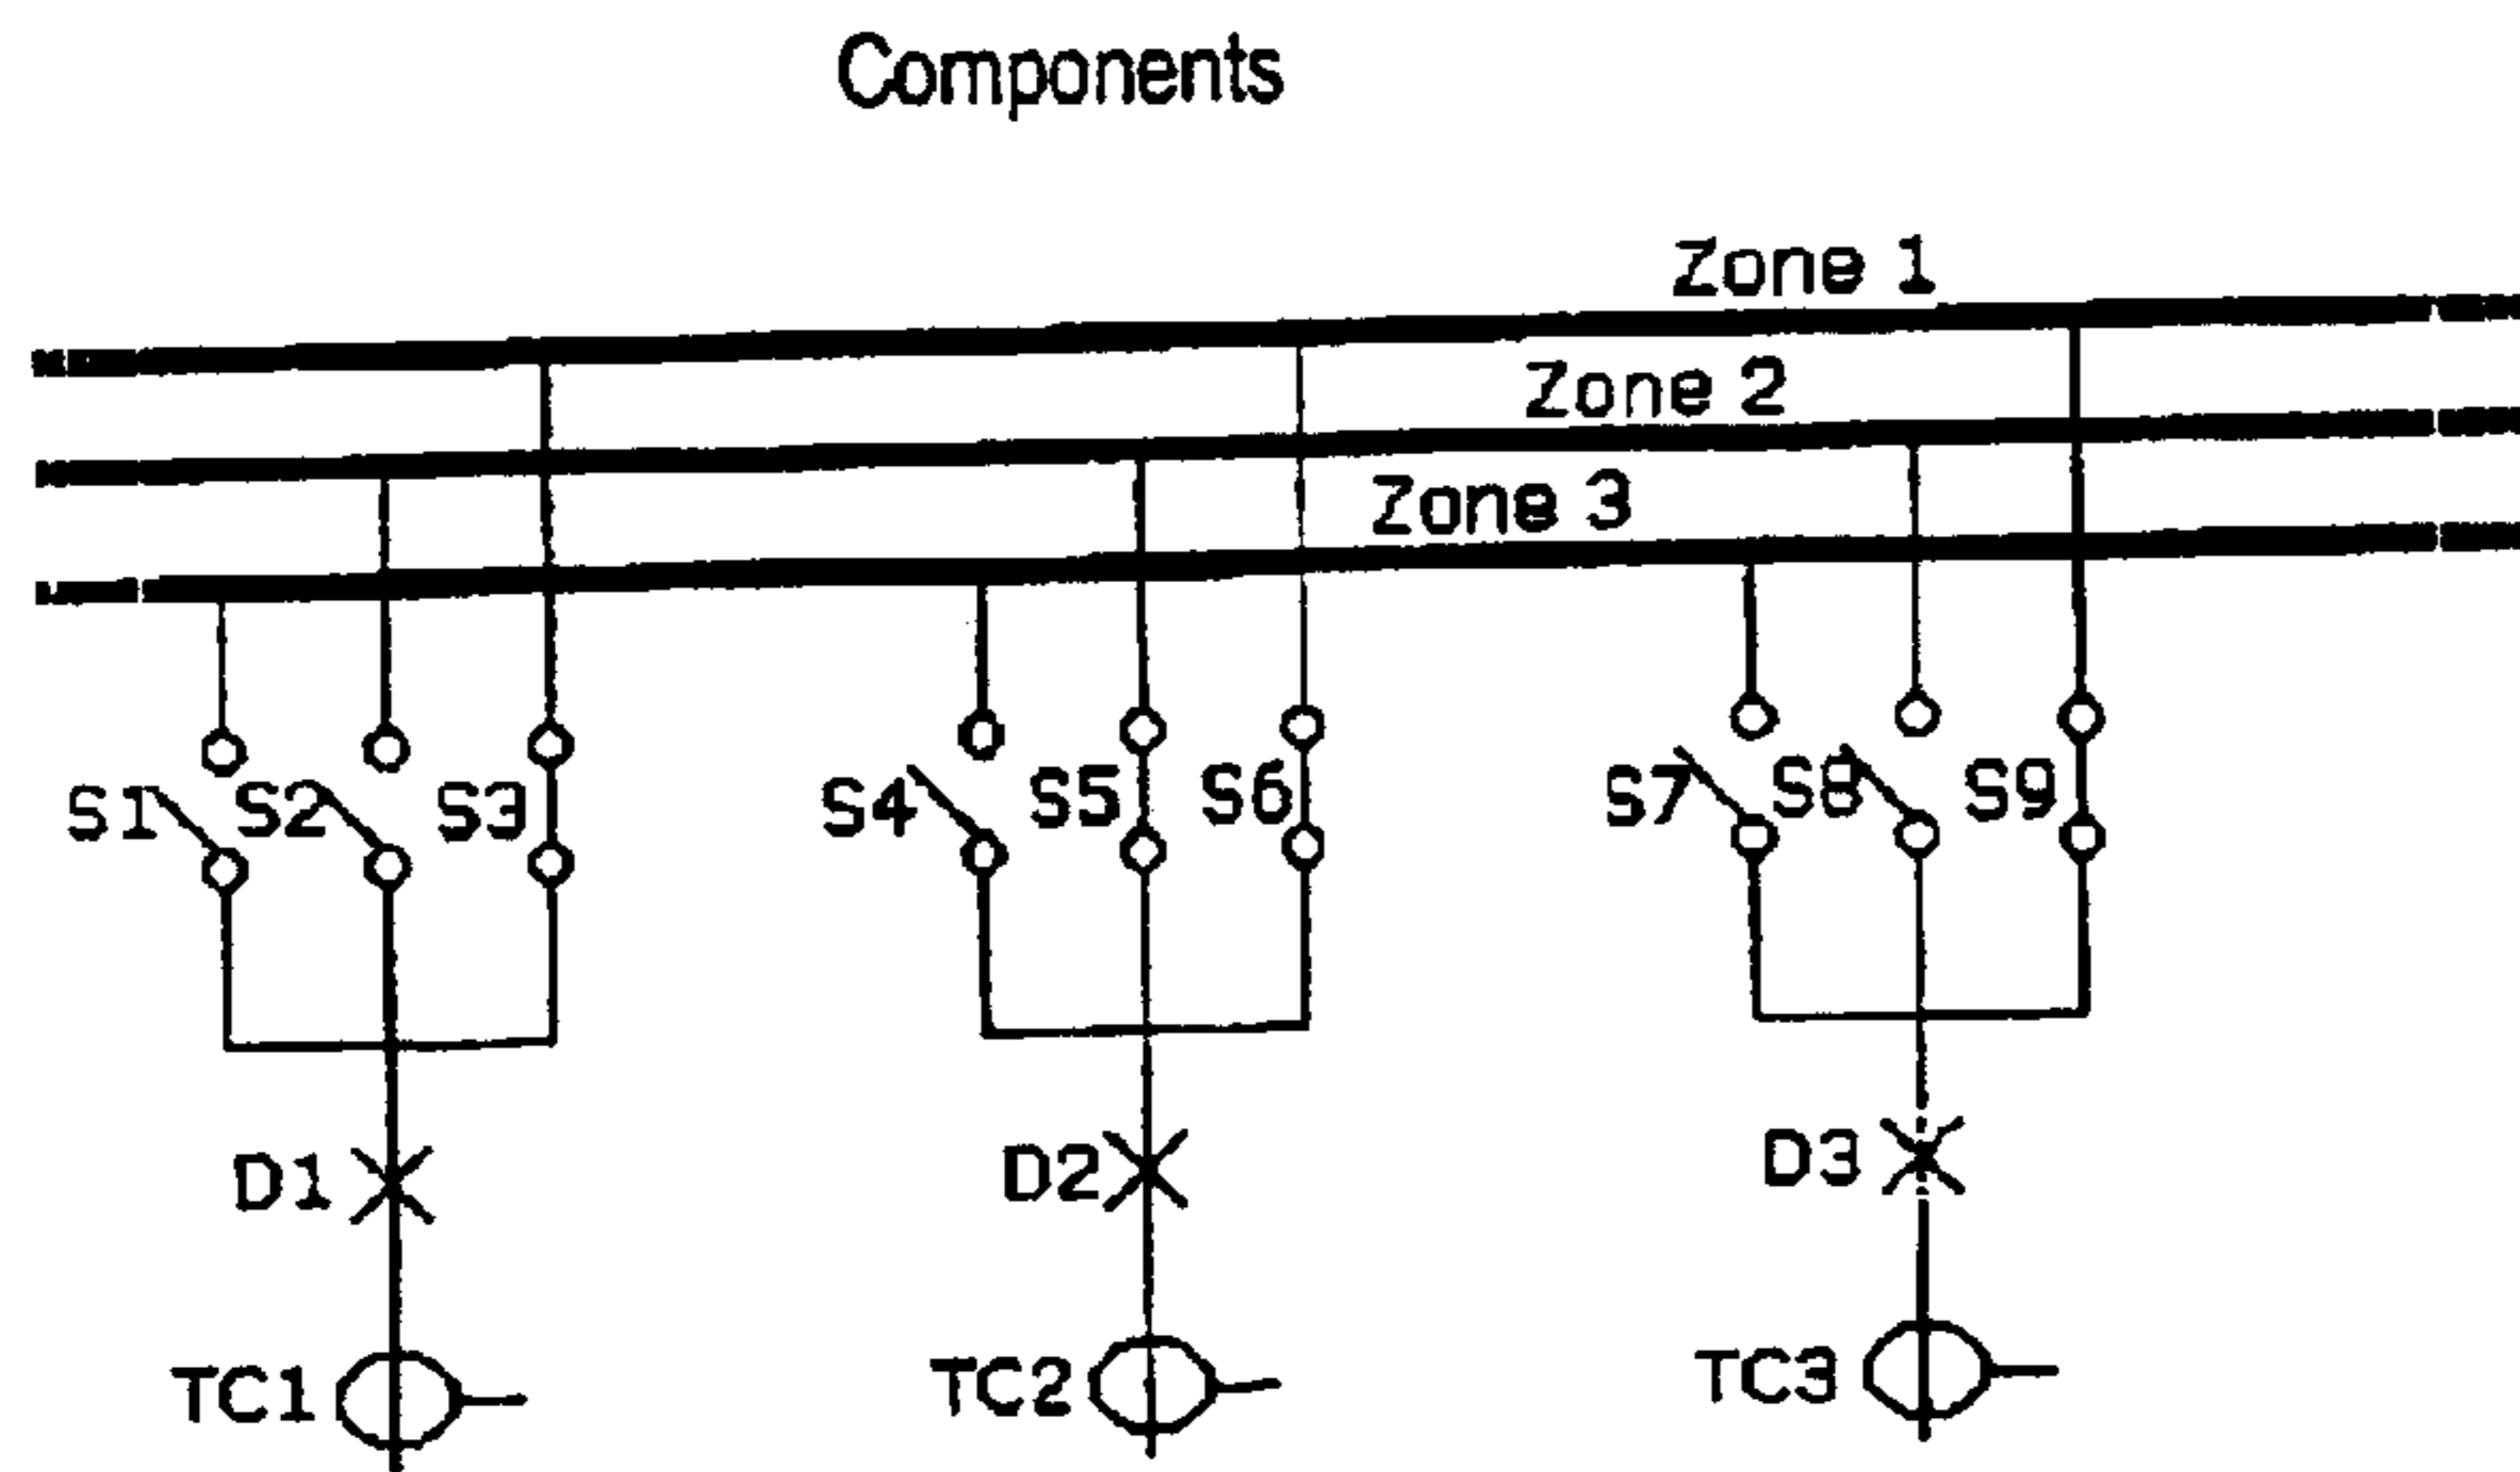 Components
Zone 1
Zone 2
Zone 3
S1 S2 S3 S4 S5 S6 S7 S8 S9
D1 D2 D3
TC1 TC2 TC3